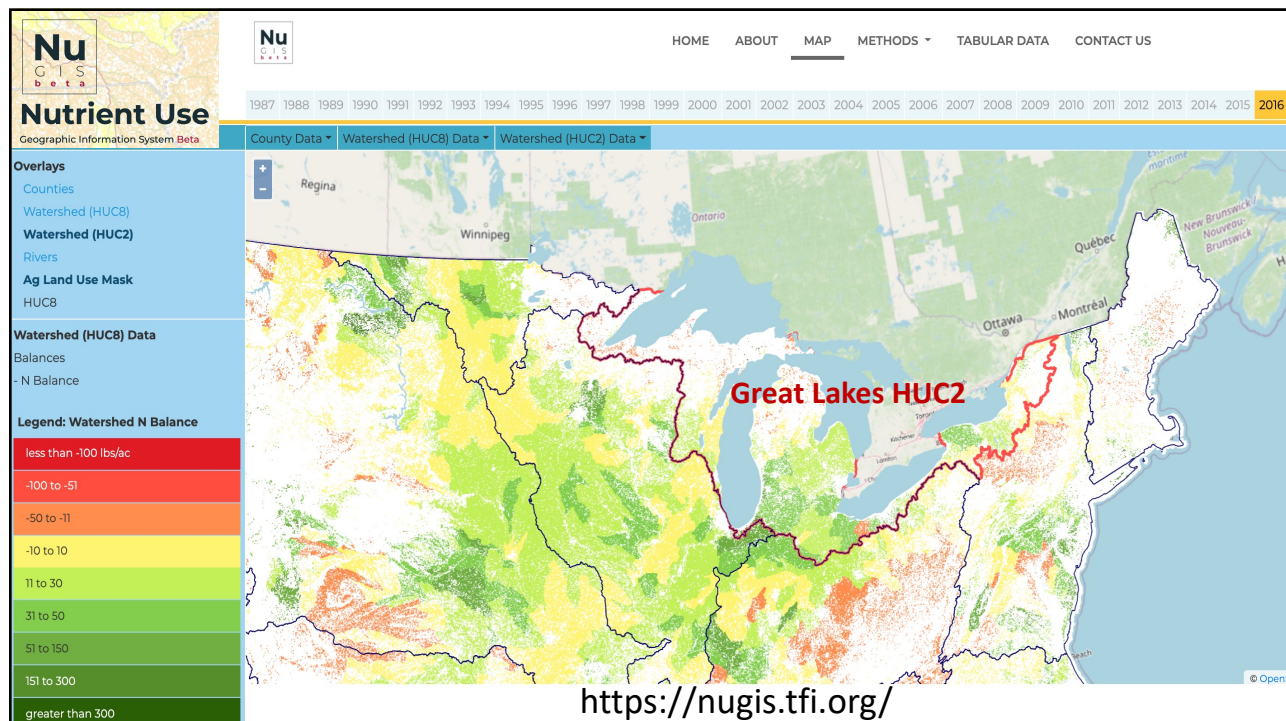 Nu
GIS
beta
Nutrient Use
Geographic Information System Beta
Nu
GIS
beta
HOME ABOUT MAP METHODS TABULAR DATA CONTACT US
1987 1988 1989 1990 1991 1992 1993 1994 1995 1996 1997 1998 1999 2000 2001 2002 2003 2004 2005 2006 2007 2008 2009 2010 2011 2012 2013 2014 2015 2016
County Data Watershed (HUC8) Data Watershed (HUC2) Data
Overlays
Counties
Watershed (HUC8)
Watershed (HUC2)
Rivers
Ag Land Use Mask
HUC8
Watershed (HUC8) Data
Balances
- N Balance
Legend: Watershed N Balance
less than -100 lbs/ac
-100 to -51
-50 to -11
-10 to 10
11 to 30
31 to 50
51 to 150
151 to 300
greater than 300
+
−
Regina
Winnipeg
Ontario
maritime
Québec
New Brunswick /
Nouveau-
Brunswick
Montréal
Ottawa
Great Lakes HUC2
Kitchener
London
© Open
https://nugis.tfi.org/